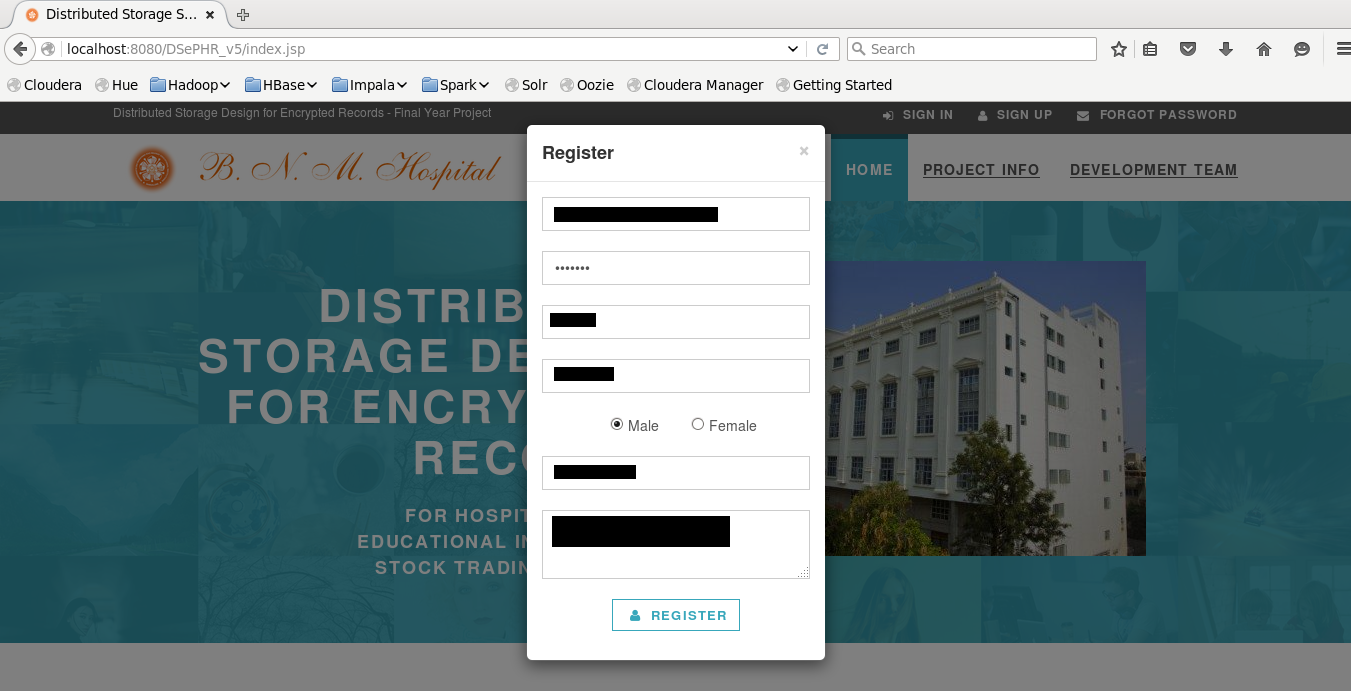 Distributed Storage S...
localhost:8080/DSePHR_v5/index.jsp
Search
Cloudera Hue Hadoop HBase Impala Spark Solr Oozie Cloudera Manager Getting Started
Distributed Storage Design for Encrypted Records - Final Year Project
SIGN IN SIGN UP FORGOT PASSWORD
B. N. M. Hospital
HOME PROJECT INFO DEVELOPMENT TEAM
Register
×
•••••••
Male Female
REGISTER
DISTRIB
STORAGE DE
FOR ENCRY
RECO
FOR HOSPIT
EDUCATIONAL IN
STOCK TRADIN